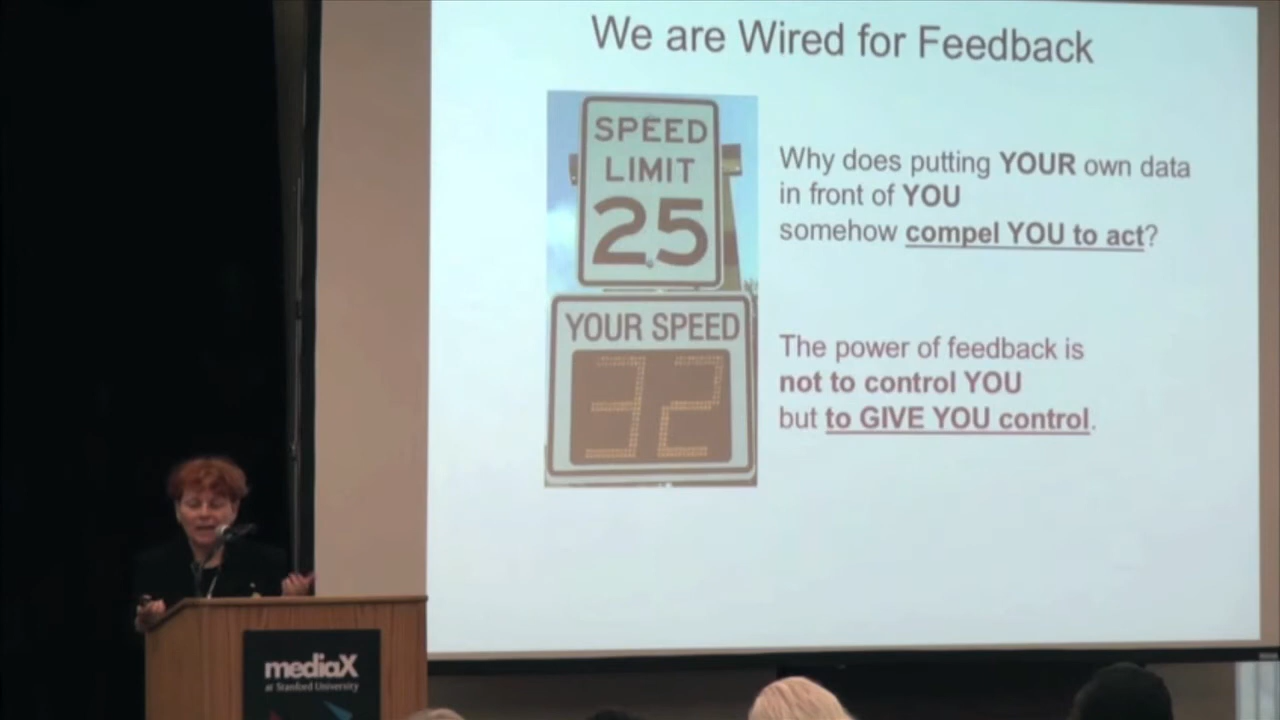 We are Wired for Feedback
SPEED
LIMIT
25
YOUR SPEED
32
Why does putting YOUR own data
in front of YOU
somehow compel YOU to act?
The power of feedback is
not to control YOU
but to GIVE YOU control.
mediaX
at Stanford University